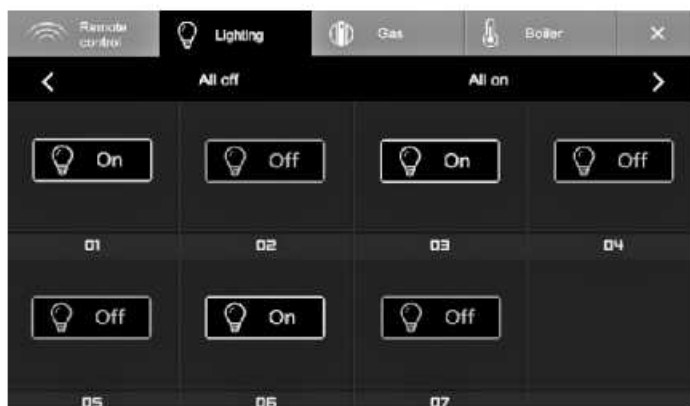 Remote control
Lighting
Gas
Boiler
All off
All on
On
Off
On
Off
01
02
03
04
Off
On
Off
05
06
07